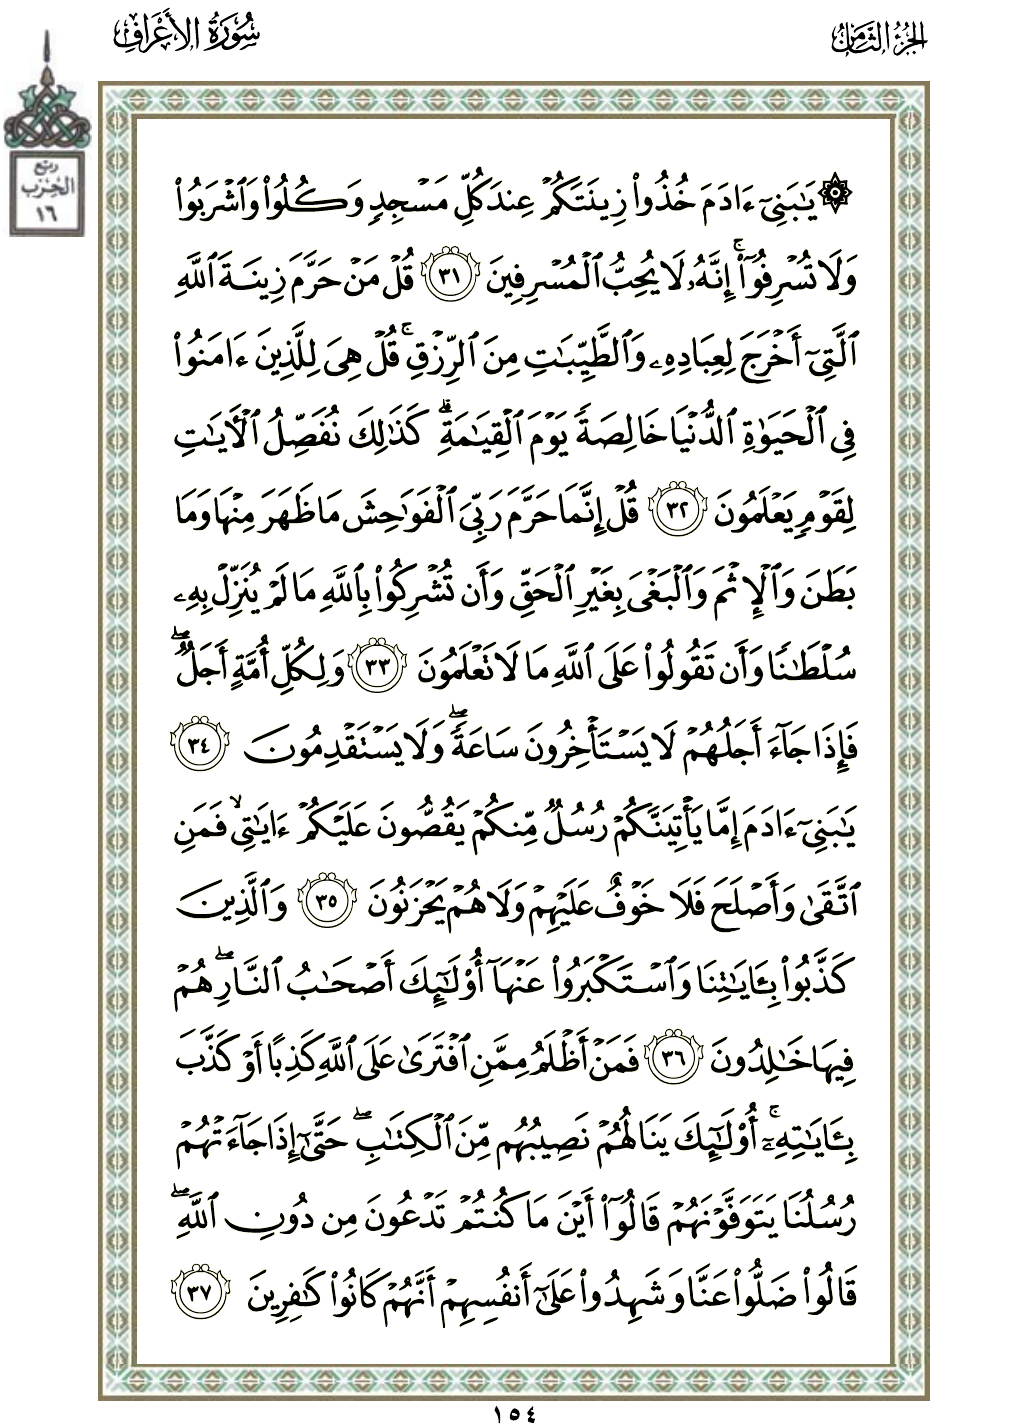 الجزء الثامن
سورة الأعراف
ربع
الحزب
١٦
۞ يَٰبَنِىٓ ءَادَمَ خُذُوا۟ زِينَتَكُمْ عِندَ كُلِّ مَسْجِدٍ وَكُلُوا۟ وَٱشْرَبُوا۟
وَلَا تُسْرِفُوٓا۟ ۚ إِنَّهُۥ لَا يُحِبُّ ٱلْمُسْرِفِينَ ٣١ قُلْ مَنْ حَرَّمَ زِينَةَ ٱللَّهِ
ٱلَّتِىٓ أَخْرَجَ لِعِبَادِهِۦ وَٱلطَّيِّبَٰتِ مِنَ ٱلرِّزْقِ ۚ قُلْ هِىَ لِلَّذِينَ ءَامَنُوا۟
فِى ٱلْحَيَوٰةِ ٱلدُّنْيَا خَالِصَةً يَوْمَ ٱلْقِيَٰمَةِ ۗ كَذَٰلِكَ نُفَصِّلُ ٱلْءَايَٰتِ
لِقَوْمٍ يَعْلَمُونَ ٣٢ قُلْ إِنَّمَا حَرَّمَ رَبِّىَ ٱلْفَوَٰحِشَ مَا ظَهَرَ مِنْهَا وَمَا
بَطَنَ وَٱلْإِثْمَ وَٱلْبَغْىَ بِغَيْرِ ٱلْحَقِّ وَأَن تُشْرِكُوا۟ بِٱللَّهِ مَا لَمْ يُنَزِّلْ بِهِۦ
سُلْطَٰنًا وَأَن تَقُولُوا۟ عَلَى ٱللَّهِ مَا لَا تَعْلَمُونَ ٣٣ وَلِكُلِّ أُمَّةٍ أَجَلٌ ۖ
فَإِذَا جَآءَ أَجَلُهُمْ لَا يَسْتَأْخِرُونَ سَاعَةً ۖ وَلَا يَسْتَقْدِمُونَ ٣٤
يَٰبَنِىٓ ءَادَمَ إِمَّا يَأْتِيَنَّكُمْ رُسُلٌ مِّنكُمْ يَقُصُّونَ عَلَيْكُمْ ءَايَٰتِى ۙ فَمَنِ
ٱتَّقَىٰ وَأَصْلَحَ فَلَا خَوْفٌ عَلَيْهِمْ وَلَا هُمْ يَحْزَنُونَ ٣٥ وَٱلَّذِينَ
كَذَّبُوا۟ بِـَٔايَٰتِنَا وَٱسْتَكْبَرُوا۟ عَنْهَآ أُو۟لَٰٓئِكَ أَصْحَٰبُ ٱلنَّارِ ۖ هُمْ
فِيهَا خَٰلِدُونَ ٣٦ فَمَنْ أَظْلَمُ مِمَّنِ ٱفْتَرَىٰ عَلَى ٱللَّهِ كَذِبًا أَوْ كَذَّبَ
بِـَٔايَٰتِهِۦٓ ۚ أُو۟لَٰٓئِكَ يَنَالُهُمْ نَصِيبُهُم مِّنَ ٱلْكِتَٰبِ ۖ حَتَّىٰٓ إِذَا جَآءَتْهُمْ
رُسُلُنَا يَتَوَفَّوْنَهُمْ قَالُوٓا۟ أَيْنَ مَا كُنتُمْ تَدْعُونَ مِن دُونِ ٱللَّهِ ۖ
قَالُوا۟ ضَلُّوا۟ عَنَّا وَشَهِدُوا۟ عَلَىٰٓ أَنفُسِهِمْ أَنَّهُمْ كَانُوا۟ كَٰفِرِينَ ٣٧
١٥٤